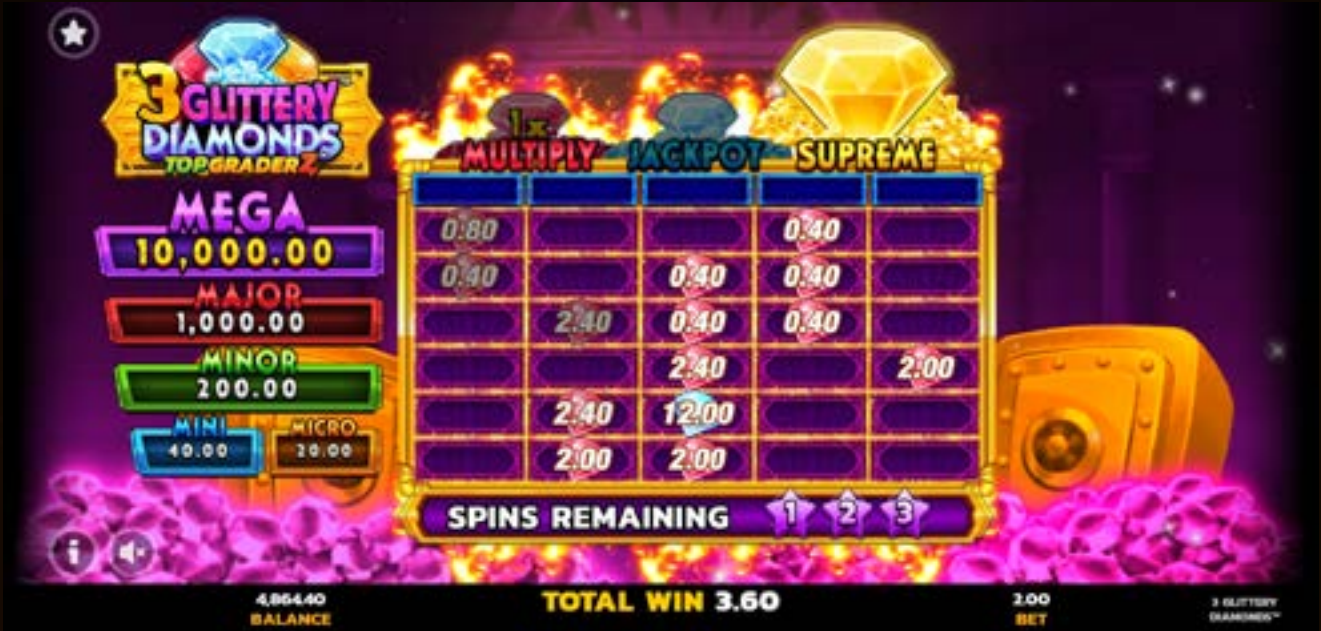 3 GLITTERY
DIAMONDS
TOPGRADERZ
MEGA
10,000.00
MAJOR
1,000.00
MINOR
200.00
MINI MICRO
40.00 20.00
1x
MULTIPLY JACKPOT SUPREME
0.80 0.40
0.40 0.40 0.40
2.40 0.40 0.40
2.40 2.00
2.40 12.00
2.00 2.00
SPINS REMAINING 1 2 3
4,864.40
BALANCE
TOTAL WIN 3.60
2.00
BET
3 GLITTERY
DIAMONDS™